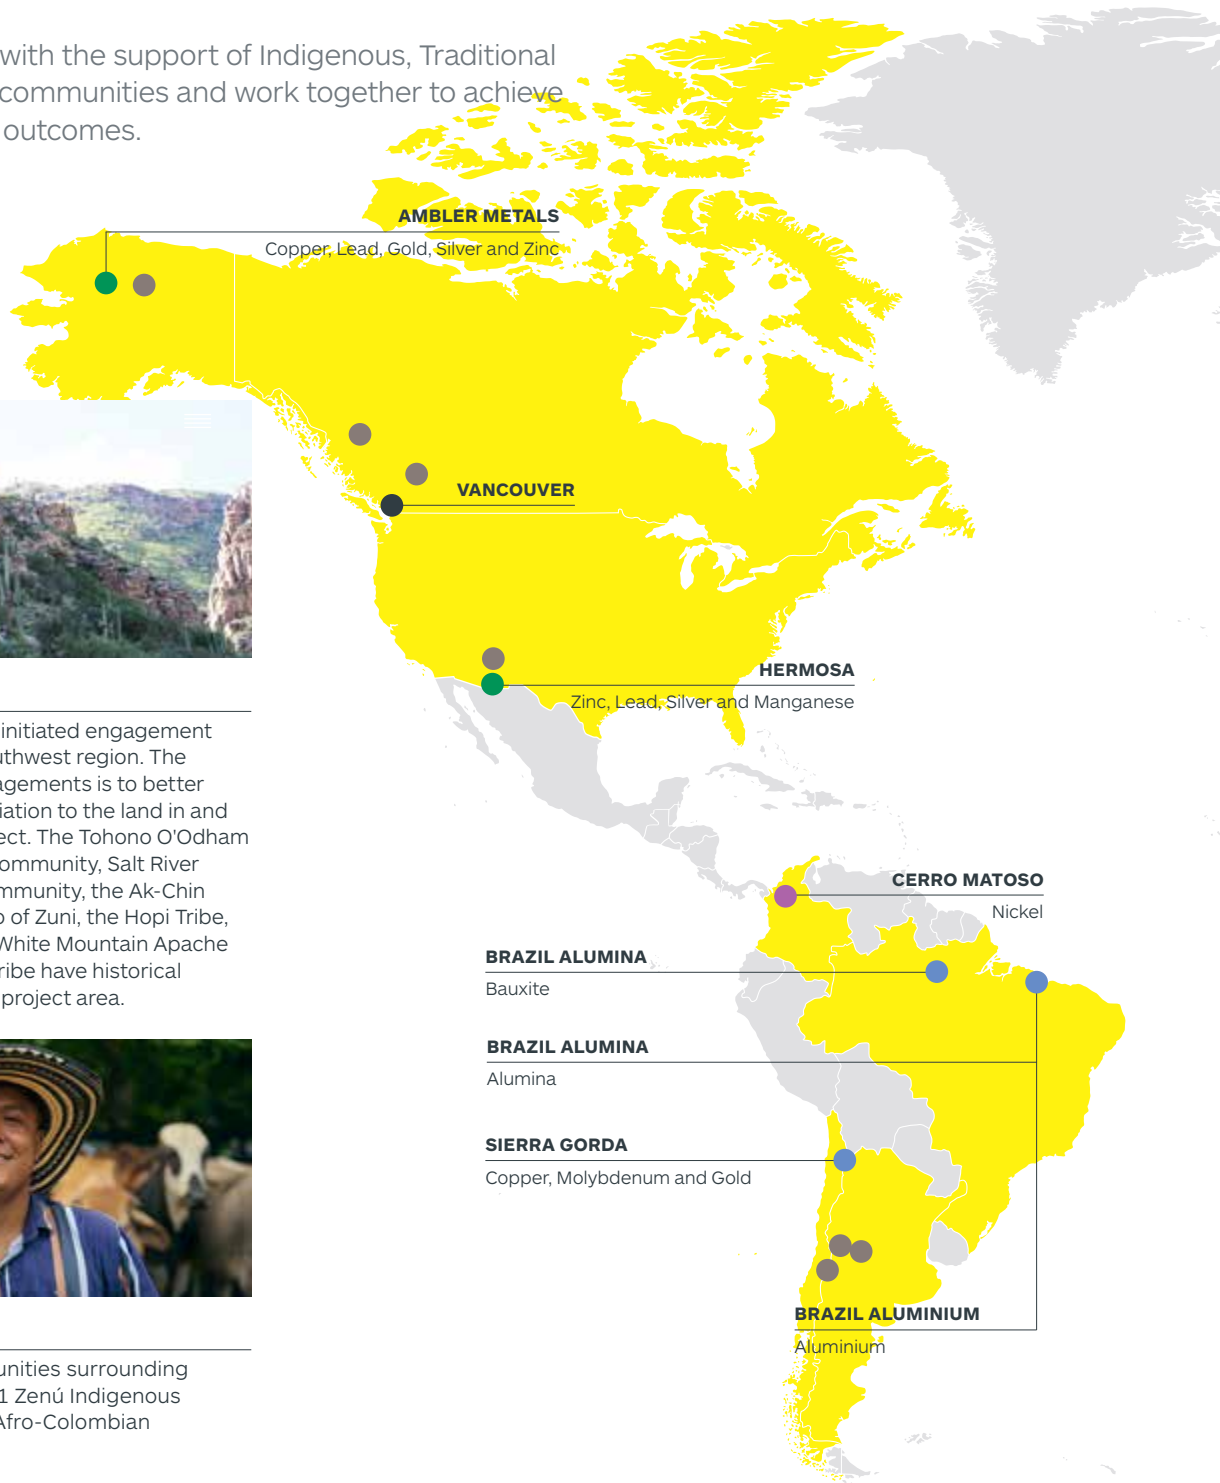 with the support of Indigenous, Traditional
communities and work together to achieve
outcomes.
AMBLER METALS
Copper, Lead, Gold, Silver and Zinc
VANCOUVER
HERMOSA
Zinc, Lead, Silver and Manganese
initiated engagement
uthwest region. The
agements is to better
iation to the land in and
ect. The Tohono O'Odham
ommunity, Salt River
mmunity, the Ak-Chin
o of Zuni, the Hopi Tribe,
White Mountain Apache
ribe have historical
project area.
CERRO MATOSO
Nickel
BRAZIL ALUMINA
Bauxite
BRAZIL ALUMINA
Alumina
SIERRA GORDA
Copper, Molybdenum and Gold
BRAZIL ALUMINIUM
Aluminium
unities surrounding
1 Zenú Indigenous
Afro-Colombian